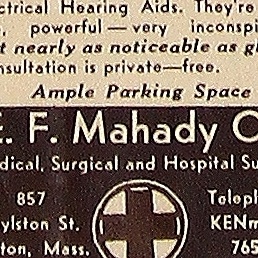 ctrical Hearing Aids. They're
powerful — very inconspi
t nearly as noticeable as gl
nsultation is private—free.
Ample Parking Space
E. F. Mahady C
dical, Surgical and Hospital Su
857
ylston St.
ton, Mass.
Teleph
KENm
765